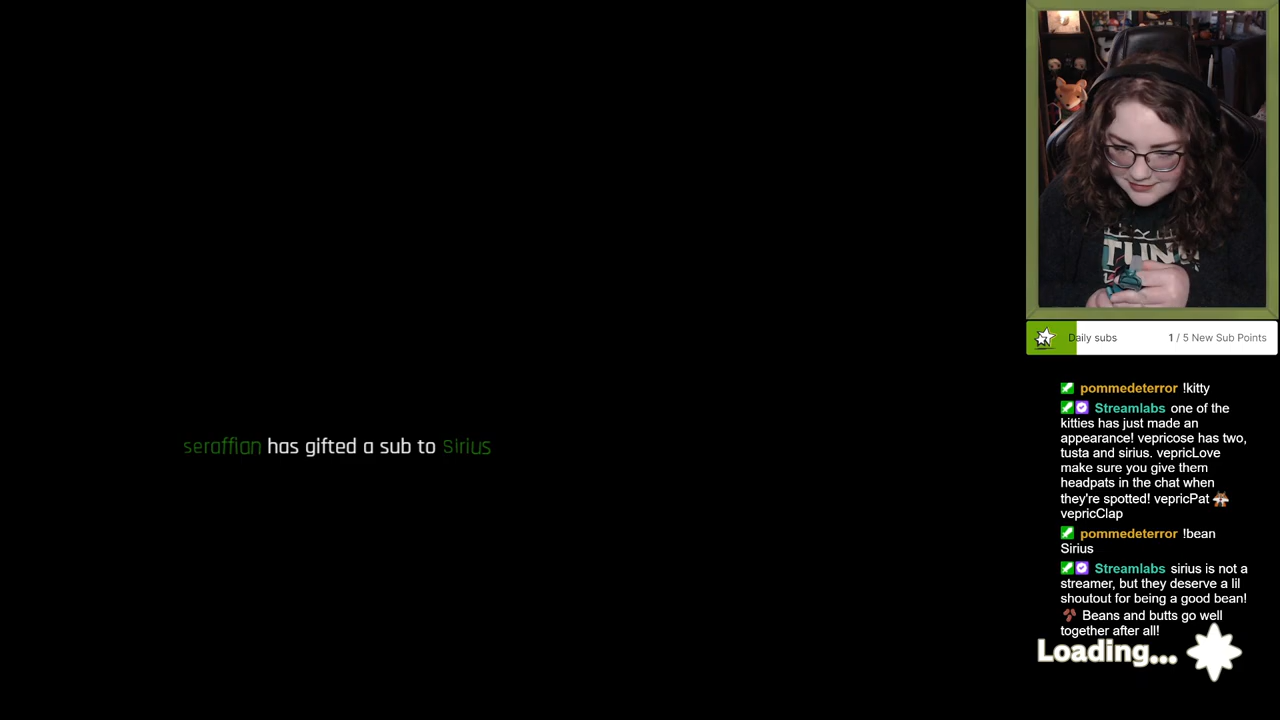 seraffian has gifted a sub to Sirius
TUN
Daily subs 1 / 5 New Sub Points
pommedeterror !kitty
Streamlabs one of the
kitties has just made an
appearance! vepricose has two,
tusta and sirius. vepricLove
make sure you give them
headpats in the chat when
they're spotted! vepricPat
vepricClap
pommedeterror !bean
Sirius
Streamlabs sirius is not a
streamer, but they deserve a lil
shoutout for being a good bean!
Beans and butts go well
together after all!
Loading...